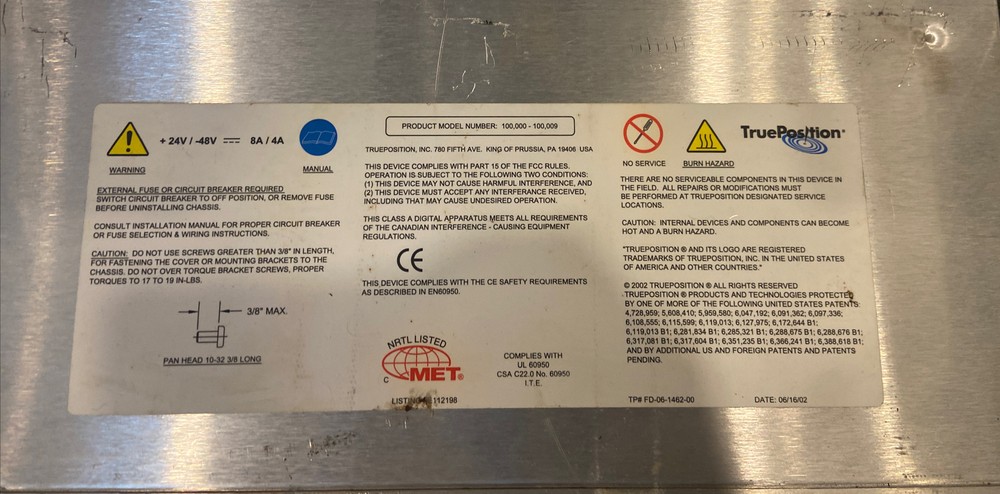 + 24V / -48V 8A / 4A
WARNING
MANUAL
EXTERNAL FUSE OR CIRCUIT BREAKER REQUIRED
SWITCH CIRCUIT BREAKER TO OFF POSITION, OR REMOVE FUSE
BEFORE UNINSTALLING CHASSIS.
CONSULT INSTALLATION MANUAL FOR PROPER CIRCUIT BREAKER
OR FUSE SELECTION & WIRING INSTRUCTIONS.
CAUTION: DO NOT USE SCREWS GREATER THAN 3/8" IN LENGTH,
FOR FASTENING THE COVER OR MOUNTING BRACKETS TO THE
CHASSIS. DO NOT OVER TORQUE BRACKET SCREWS, PROPER
TORQUES TO 17 TO 19 IN-LBS.
3/8" MAX.
PAN HEAD 10-32 3/8 LONG
PRODUCT MODEL NUMBER: 100,000 - 100,009
TRUEPOSITION, INC. 780 FIFTH AVE. KING OF PRUSSIA, PA 19406 USA
THIS DEVICE COMPLIES WITH PART 15 OF THE FCC RULES.
OPERATION IS SUBJECT TO THE FOLLOWING TWO CONDITIONS:
(1) THIS DEVICE MAY NOT CAUSE HARMFUL INTERFERENCE, AND
(2) THIS DEVICE MUST ACCEPT ANY INTERFERANCE RECEIVED,
INCLUDING THAT MAY CAUSE UNDESIRED OPERATION.
THIS CLASS A DIGITAL APPARATUS MEETS ALL REQUIREMENTS
OF THE CANADIAN INTERFERENCE - CAUSING EQUIPMENT
REGULATIONS.
CE
THIS DEVICE COMPLIES WITH THE CE SAFETY REQUIREMENTS
AS DESCRIBED IN EN60950.
NRTL LISTED
C MET®
COMPLIES WITH
UL 60950
CSA C22.0 No. 60950
I.T.E.
112198
NO SERVICE
BURN HAZARD
TruePosition®
THERE ARE NO SERVICEABLE COMPONENTS IN THIS DEVICE IN
THE FIELD. ALL REPAIRS OR MODIFICATIONS MUST
BE PERFORMED AT TRUEPOSITION DESIGNATED SERVICE
LOCATIONS.
CAUTION: INTERNAL DEVICES AND COMPONENTS CAN BECOME
HOT AND A BURN HAZARD.
"TRUEPOSITION ® AND ITS LOGO ARE REGISTERED
TRADEMARKS OF TRUEPOSITION, INC. IN THE UNITED STATES
OF AMERICA AND OTHER COUNTRIES."
© 2002 TRUEPOSITION ® ALL RIGHTS RESERVED
TRUEPOSITION ® PRODUCTS AND TECHNOLOGIES PROTECTED
BY ONE OF MORE OF THE FOLLOWING UNITED STATES PATENTS:
4,728,959; 5,608,410; 5,959,580; 6,047,192; 6,091,362; 6,097,336;
6,108,555; 6,115,599; 6,119,013; 6,127,975; 6,172,644 B1;
6,119,013 B1; 6,281,834 B1; 6,285,321 B1; 6,288,675 B1; 6,288,676 B1;
6,317,081 B1; 6,317,604 B1; 6,351,235 B1; 6,366,241 B1; 6,388,618 B1;
AND BY ADDITIONAL US AND FOREIGN PATENTS AND PATENTS
PENDING.
TP# FD-06-1462-00 DATE: 06/16/02